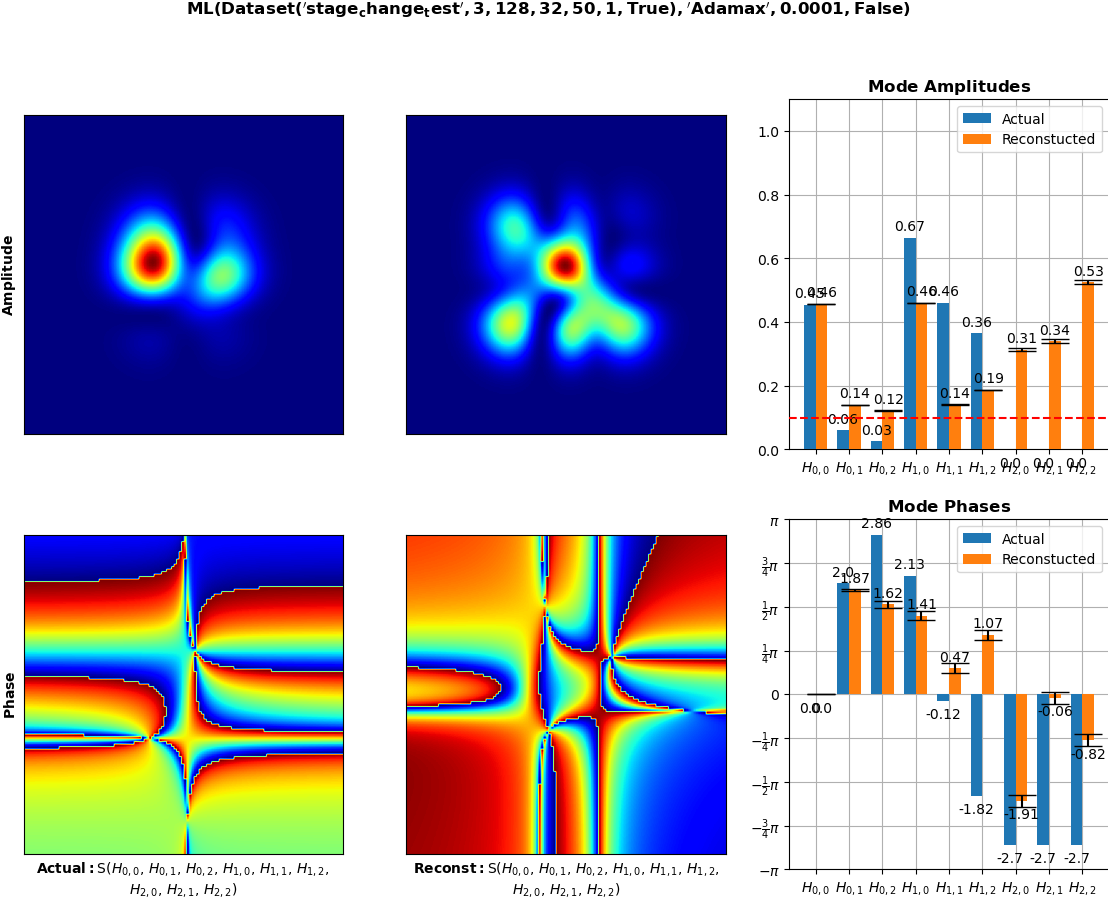 ML(Dataset('stage_change_test', 3, 128, 32, 50, 1, True), 'Adamax', 0.0001, False)
Amplitude
Mode Amplitudes
Actual
Reconstucted
1.0
0.8
0.6
0.4
0.2
0.0
0.45
0.46
0.06
0.14
0.03
0.12
0.67
0.46
0.46
0.14
0.36
0.19
0.0
0.31
0.0
0.34
0.0
0.53
H0,0 H0,1 H0,2 H1,0 H1,1 H1,2 H2,0 H2,1 H2,2
Phase
Actual: S(H0,0, H0,1, H0,2, H1,0, H1,1, H1,2,
H2,0, H2,1, H2,2)
Reconst: S(H0,0, H0,1, H0,2, H1,0, H1,1, H1,2,
H2,0, H2,1, H2,2)
Mode Phases
Actual
Reconstucted
π
3/4π
1/2π
1/4π
0
−1/4π
−1/2π
−3/4π
−π
0.0
0.0
2.0
1.87
2.86
1.62
2.13
1.41
-0.12
0.47
-1.82
1.07
-2.7
-1.91
-2.7
-0.06
-2.7
-0.82
H0,0 H0,1 H0,2 H1,0 H1,1 H1,2 H2,0 H2,1 H2,2